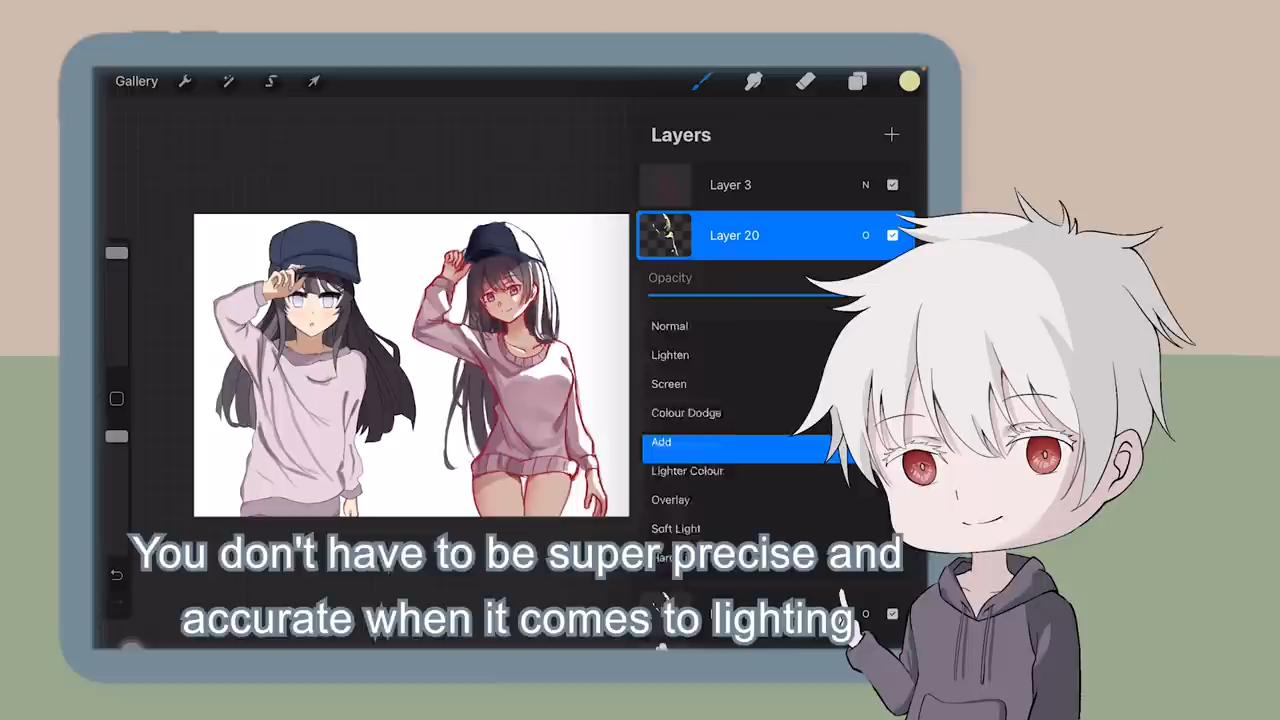 Gallery
Layers
Layer 3 N
Layer 20 O
Opacity
Normal
Lighten
Screen
Colour Dodge
Add
Lighter Colour
Overlay
Soft Light
You don't have to be super precise and
accurate when it comes to lighting
O